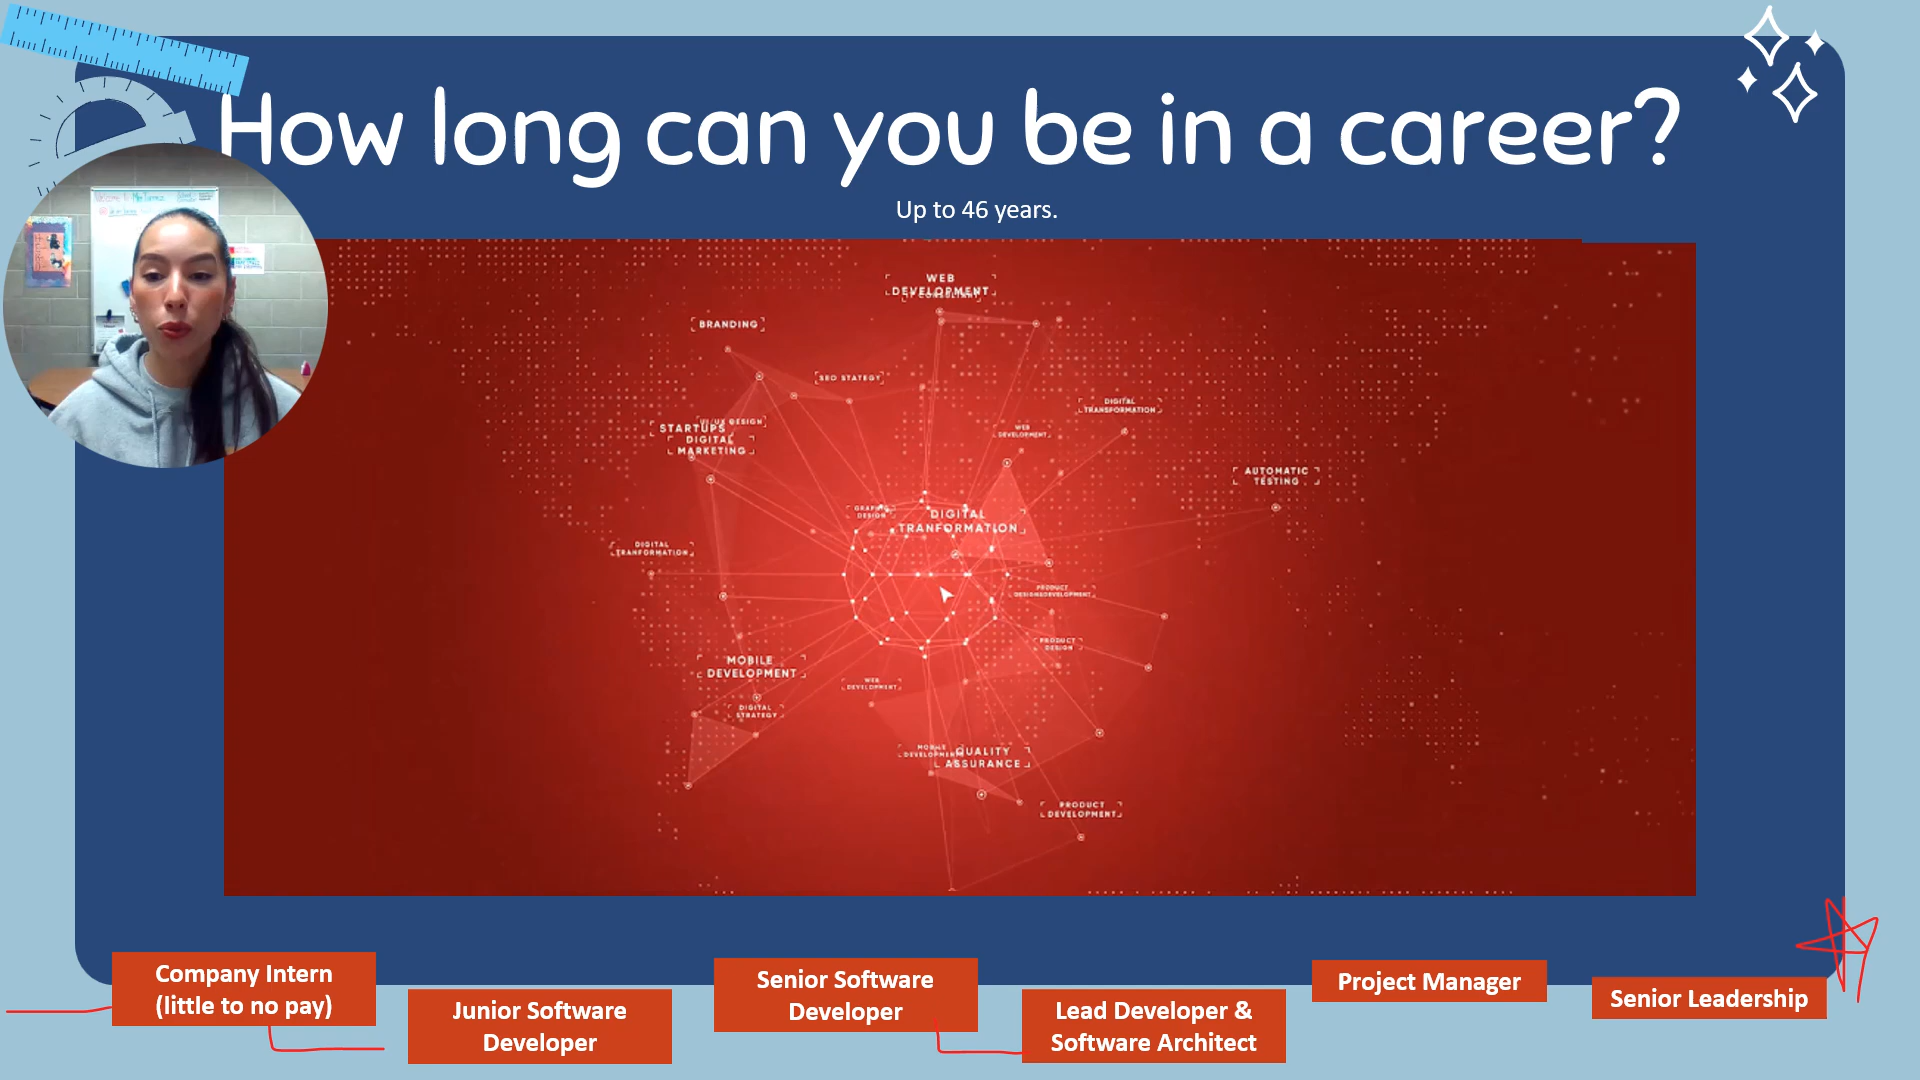 How long can you be in a career?
Up to 46 years.
WEB
DEVELOPMENT
BRANDING
SEO STATEGY
DIGITAL
TRANSFORMATION
UI/UX DESIGN
STARTUPS
DIGITAL
MARKETING
WEB
DEVELOPMENT
AUTOMATIC
TESTING
GRAPHIC
DESIGN
DIGITAL
TRANFORMATION
DIGITAL
TRANFORMATION
PRODUCT
DESIGN&DEVELOPMENT
PRODUCT
DESIGN
MOBILE
DEVELOPMENT
WEB
DEVELOPMENT
DIGITAL
STRATEGY
MOBILE
DEVELOPMENT
QUALITY
ASSURANCE
PRODUCT
DEVELOPMENT
Company Intern
(little to no pay)
Junior Software
Developer
Senior Software
Developer
Lead Developer &
Software Architect
Project Manager
Senior Leadership